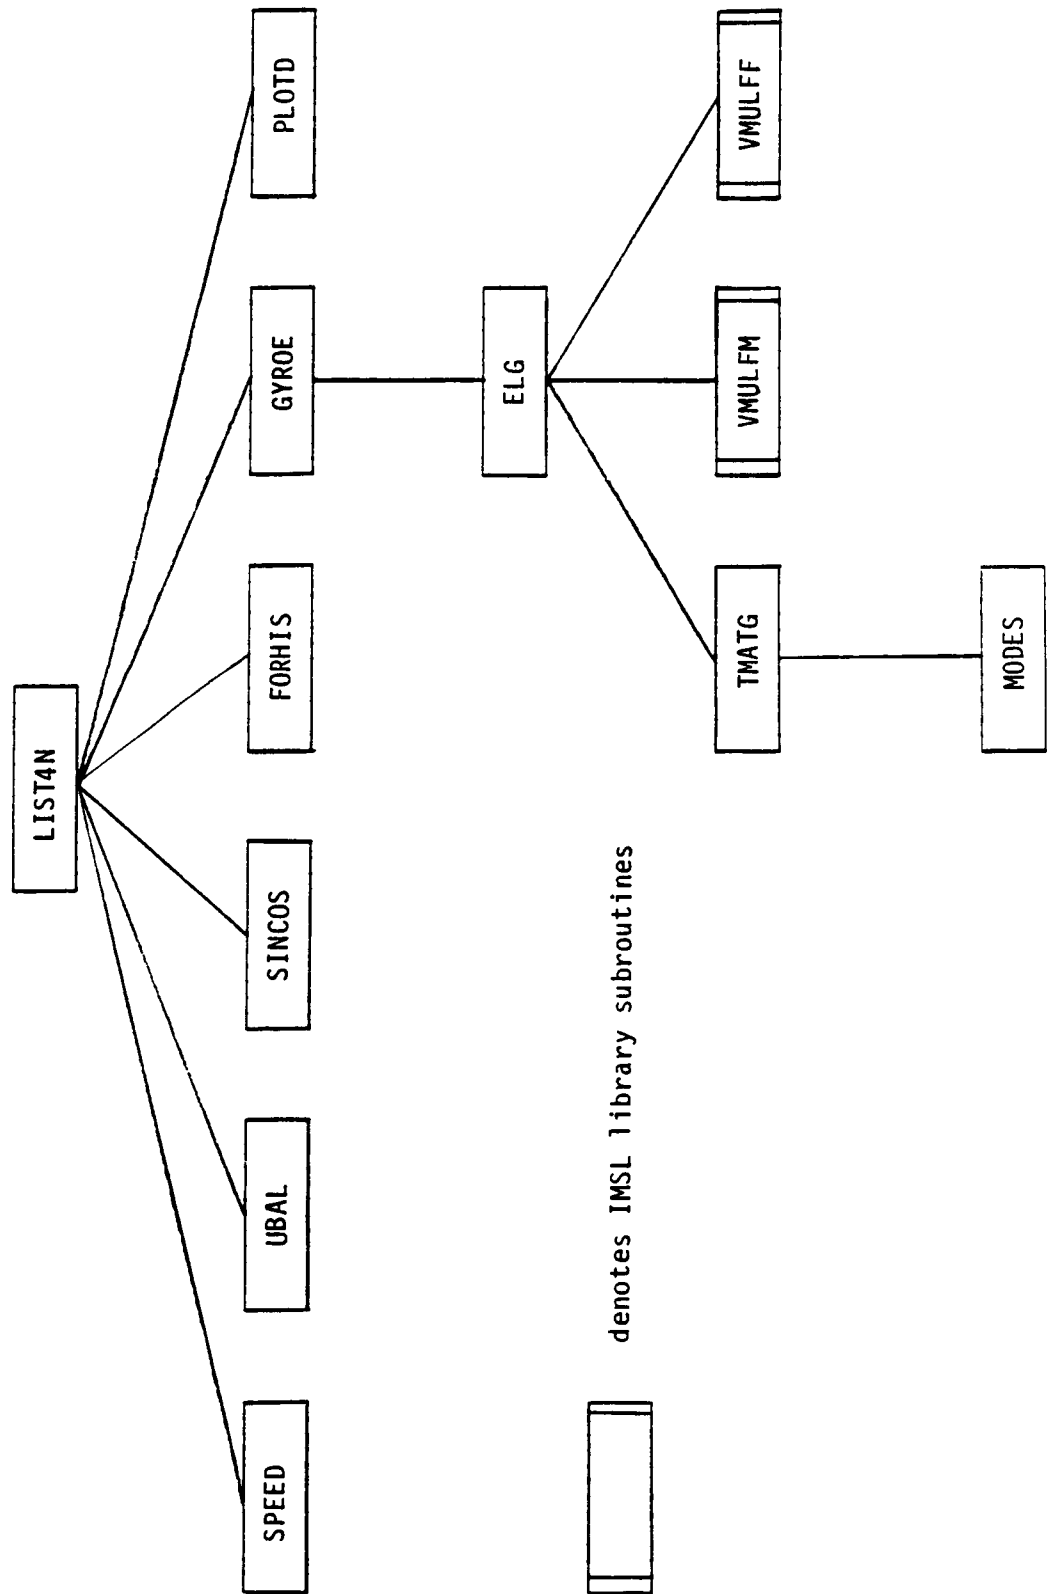 LIST4N
SPEED
UBAL
SINCOS
FORHIS
GYROE
PLOTD
ELG
denotes IMSL library subroutines
TMATG
VMULFM
VMULFF
MODES